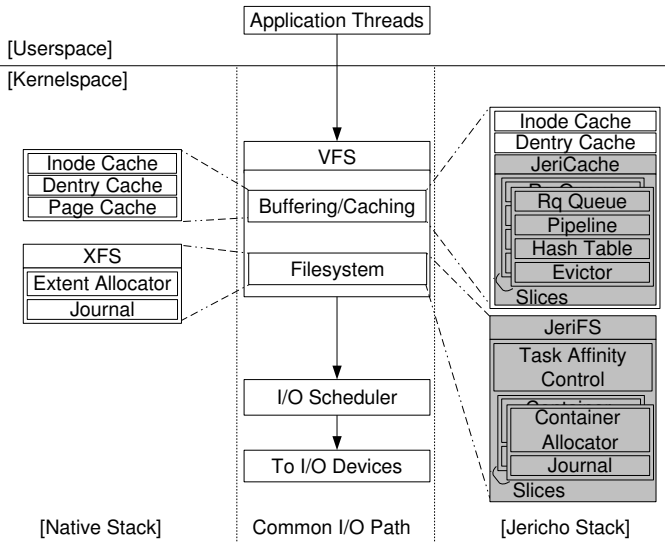 Application Threads
[Userspace]
[Kernelspace]
Inode Cache
Dentry Cache
Page Cache
XFS
Extent Allocator
Journal
VFS
Buffering/Caching
Filesystem
I/O Scheduler
To I/O Devices
Inode Cache
Dentry Cache
JeriCache
Rq Queue
Pipeline
Hash Table
Evictor
Slices
JeriFS
Task Affinity
Control
Container
Container
Allocator
Journal
Slices
[Native Stack]
Common I/O Path
[Jericho Stack]